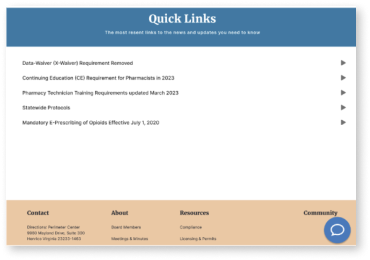 Quick Links
The most recent links to the news and updates you need to know
Data-Waiver (X-Waiver) Requirement Removed
Continuing Education (CE) Requirement for Pharmacists in 2023
Pharmacy Technician Training Requirements updated March 2023
Statewide Protocols
Mandatory E-Prescribing of Opioids Effective July 1, 2020
Contact About Resources Community
Directions Perimeter Center Board Members Compliance
9960 Mayland Drive, Suite 300
Henrico Virginia 23233-1463 Meetings & Minutes Licensing & Permits